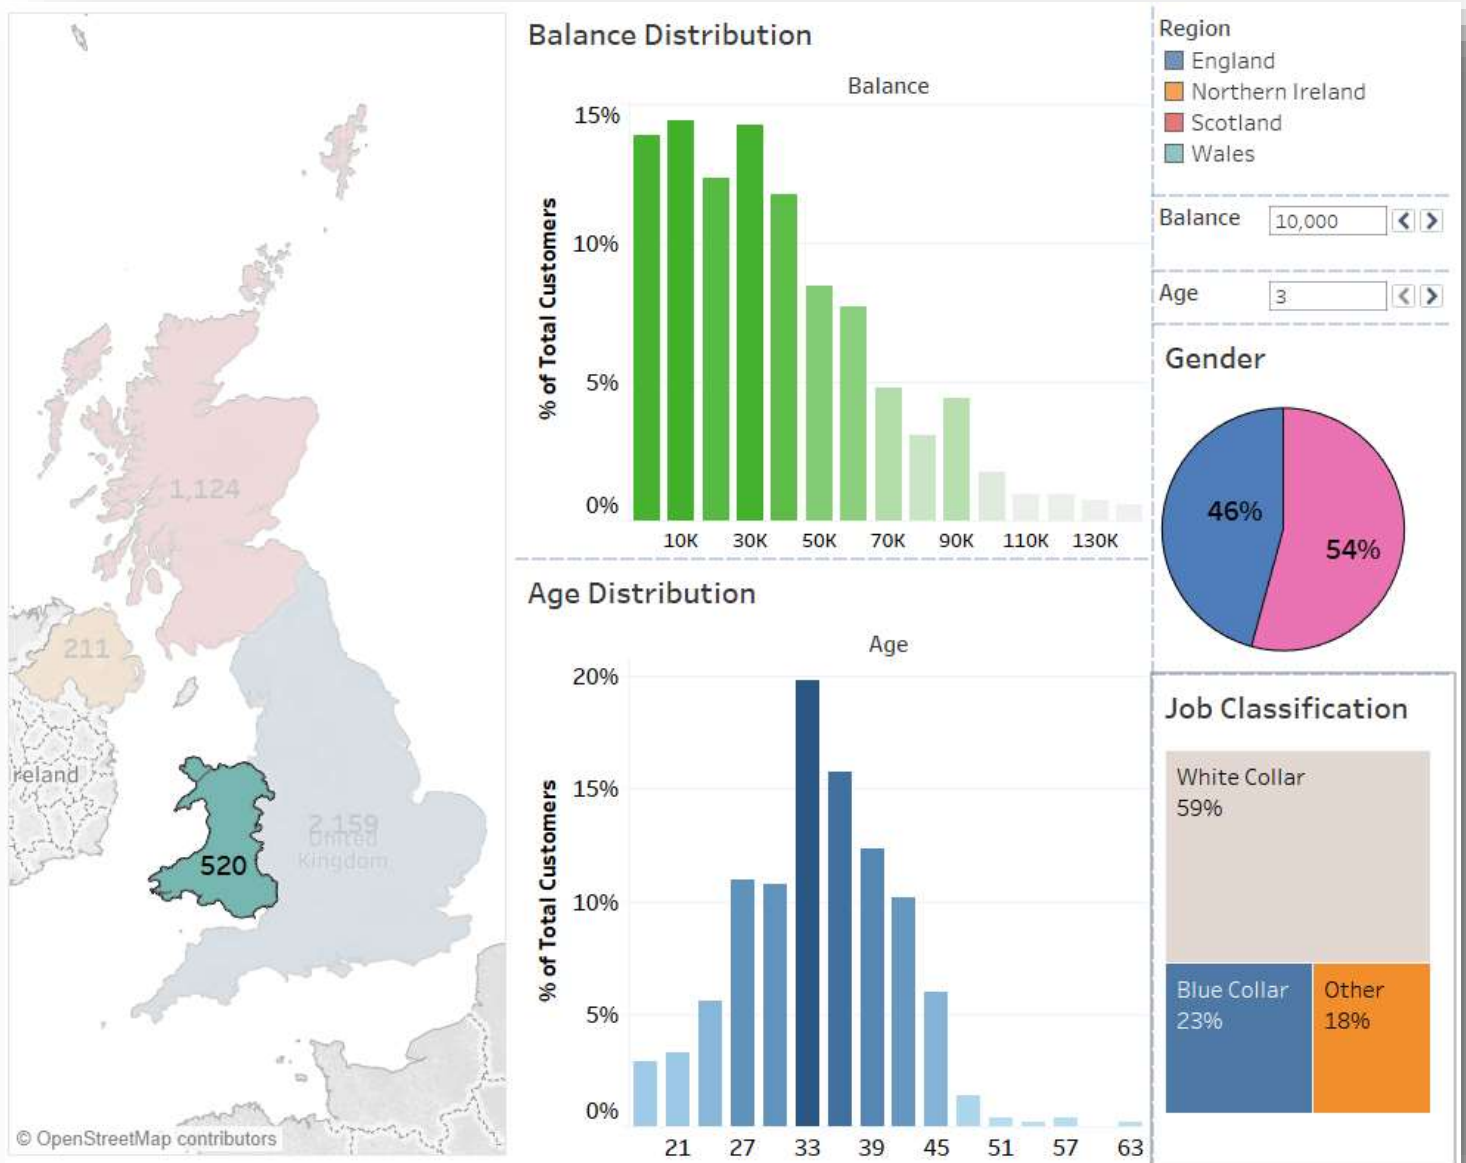 1,124
211
reland
2,159
United
Kingdom
520
© OpenStreetMap contributors
Balance Distribution
Balance
% of Total Customers
15%
10%
5%
0%
10K 30K 50K 70K 90K 110K 130K
Age Distribution
Age
% of Total Customers
20%
15%
10%
5%
0%
21 27 33 39 45 51 57 63
Region
England
Northern Ireland
Scotland
Wales
Balance 10,000
Age 3
Gender
46%
54%
Job Classification
White Collar
59%
Blue Collar
23%
Other
18%